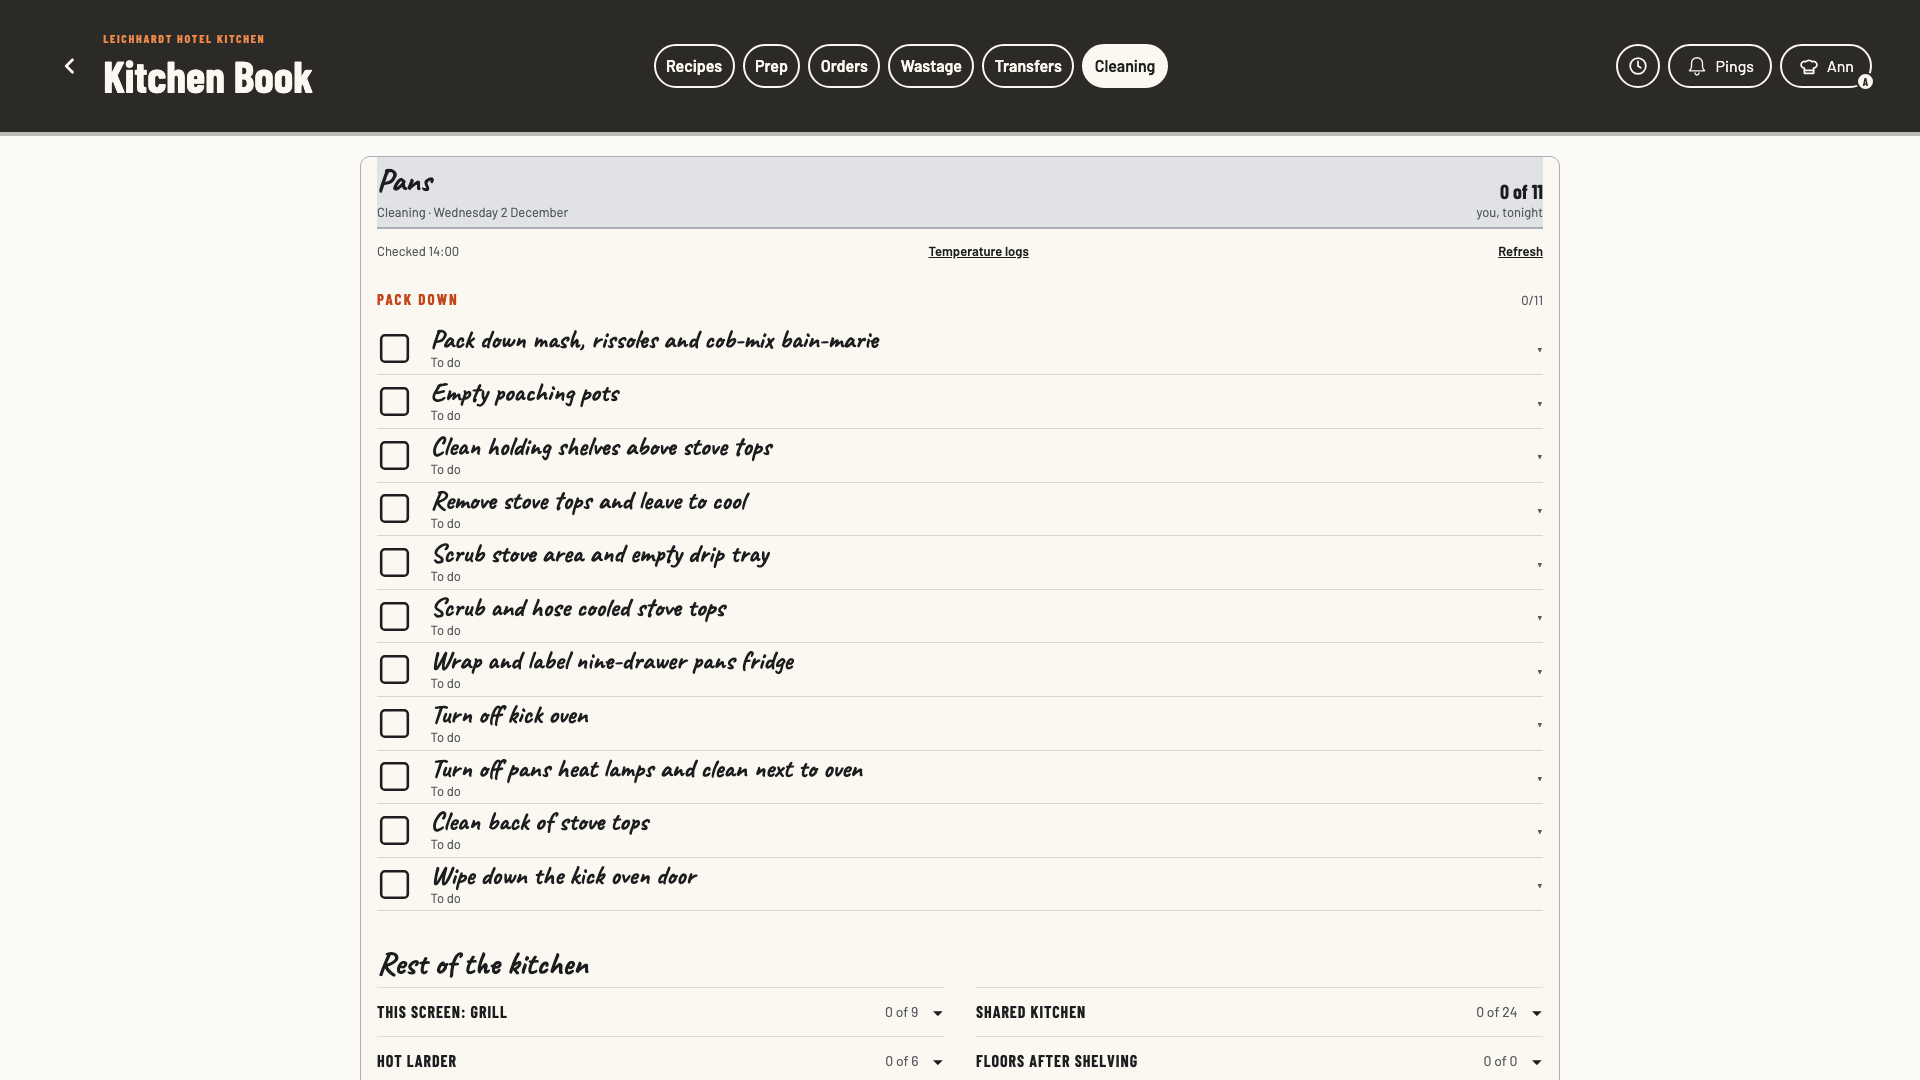 LEICHHARDT HOTEL KITCHEN
Kitchen Book
Recipes
Prep
Orders
Wastage
Transfers
Cleaning
Pings
Ann
A
Pans
0 of 11
Cleaning · Wednesday 2 December
you, tonight
Checked 14:00
Temperature logs
Refresh
PACK DOWN
0/11
Pack down mash, rissoles and cob-mix bain-marie
To do
Empty poaching pots
To do
Clean holding shelves above stove tops
To do
Remove stove tops and leave to cool
To do
Scrub stove area and empty drip tray
To do
Scrub and hose cooled stove tops
To do
Wrap and label nine-drawer pans fridge
To do
Turn off kick oven
To do
Turn off pans heat lamps and clean next to oven
To do
Clean back of stove tops
To do
Wipe down the kick oven door
To do
Rest of the kitchen
THIS SCREEN: GRILL
0 of 9
SHARED KITCHEN
0 of 24
HOT LARDER
0 of 6
FLOORS AFTER SHELVING
0 of 0